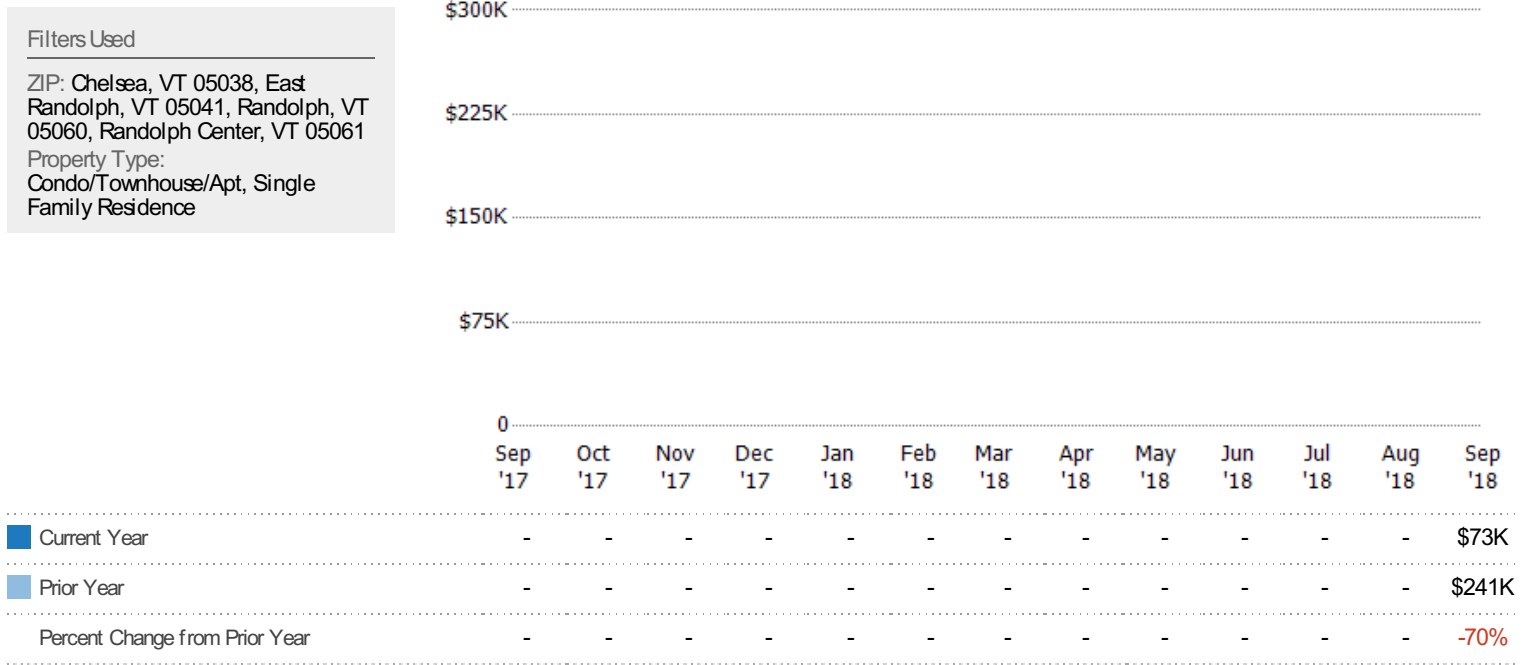 Filters Used
ZIP: Chelsea, VT 05038, East
Randolph, VT 05041, Randolph, VT
05060, Randolph Center, VT 05061
Property Type:
Condo/Townhouse/Apt, Single
Family Residence
$300K
$225K
$150K
$75K
0
Sep Oct Nov Dec Jan Feb Mar Apr May Jun Jul Aug Sep
'17 '17 '17 '17 '18 '18 '18 '18 '18 '18 '18 '18 '18
Current Year - - - - - - - - - - - - $73K
Prior Year - - - - - - - - - - - - $241K
Percent Change from Prior Year - - - - - - - - - - - - -70%